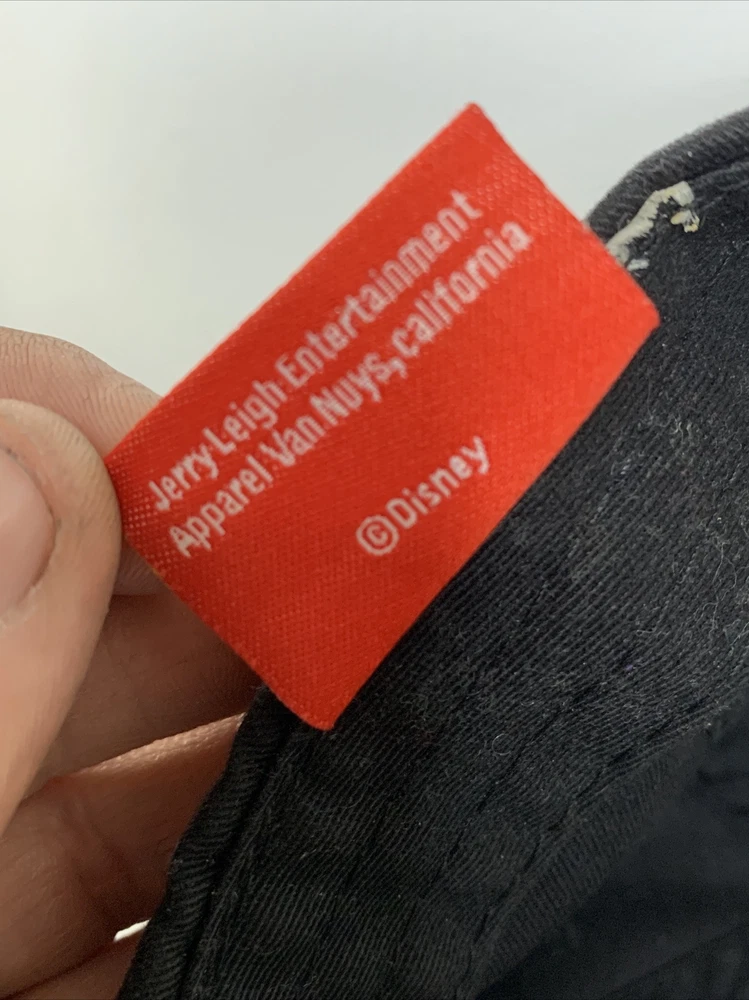 Jerry Leigh Entertainment
Apparel.Van Nuys,california
©Disney